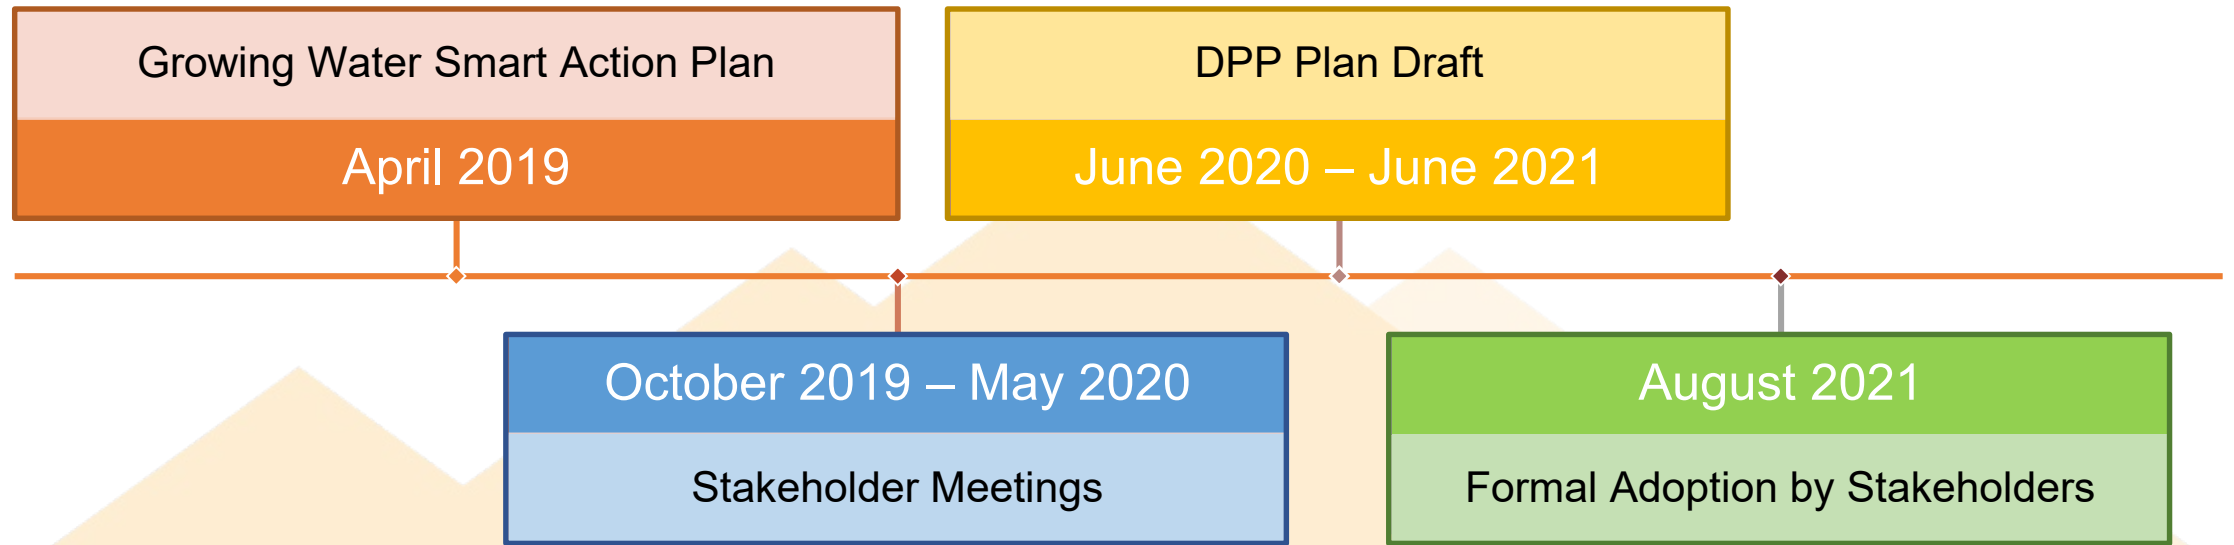 Growing Water Smart Action Plan
April 2019
DPP Plan Draft
June 2020 – June 2021
October 2019 – May 2020
Stakeholder Meetings
August 2021
Formal Adoption by Stakeholders